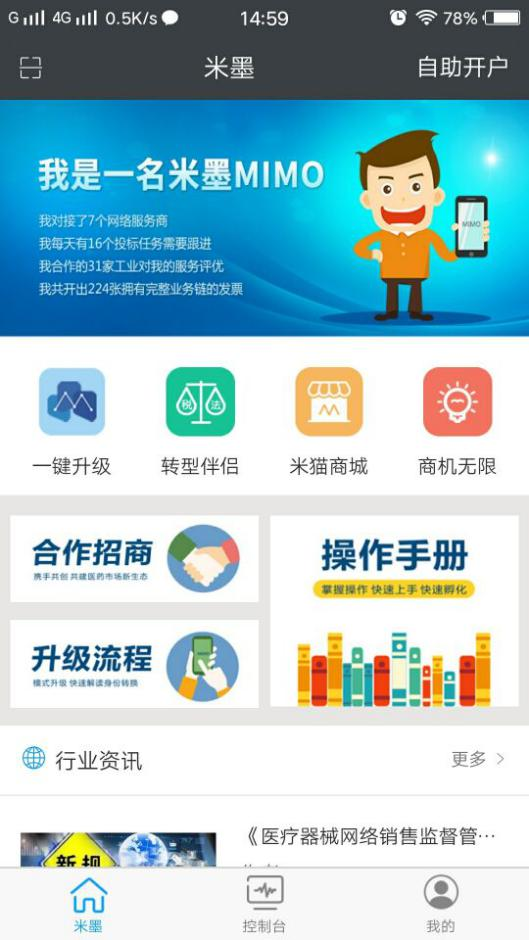 G 4G 0.5K/s 14:59 78%
米墨 自助开户
我是一名米墨MIMO
我对接了7个网络服务商
我每天有16个投标任务需要跟进
我合作的31家工业对我的服务评优
我共开出224张拥有完整业务链的发票
MIMO
税 法
一键升级 转型伴侣 米猫商城 商机无限
合作招商
携手共创 共建医药市场新生态
操作手册
掌握操作 快速上手 快速孵化
升级流程
模式升级 快速解读身份转换
行业资讯 更多
《医疗器械网络销售监督管…
新规
米墨 控制台 我的